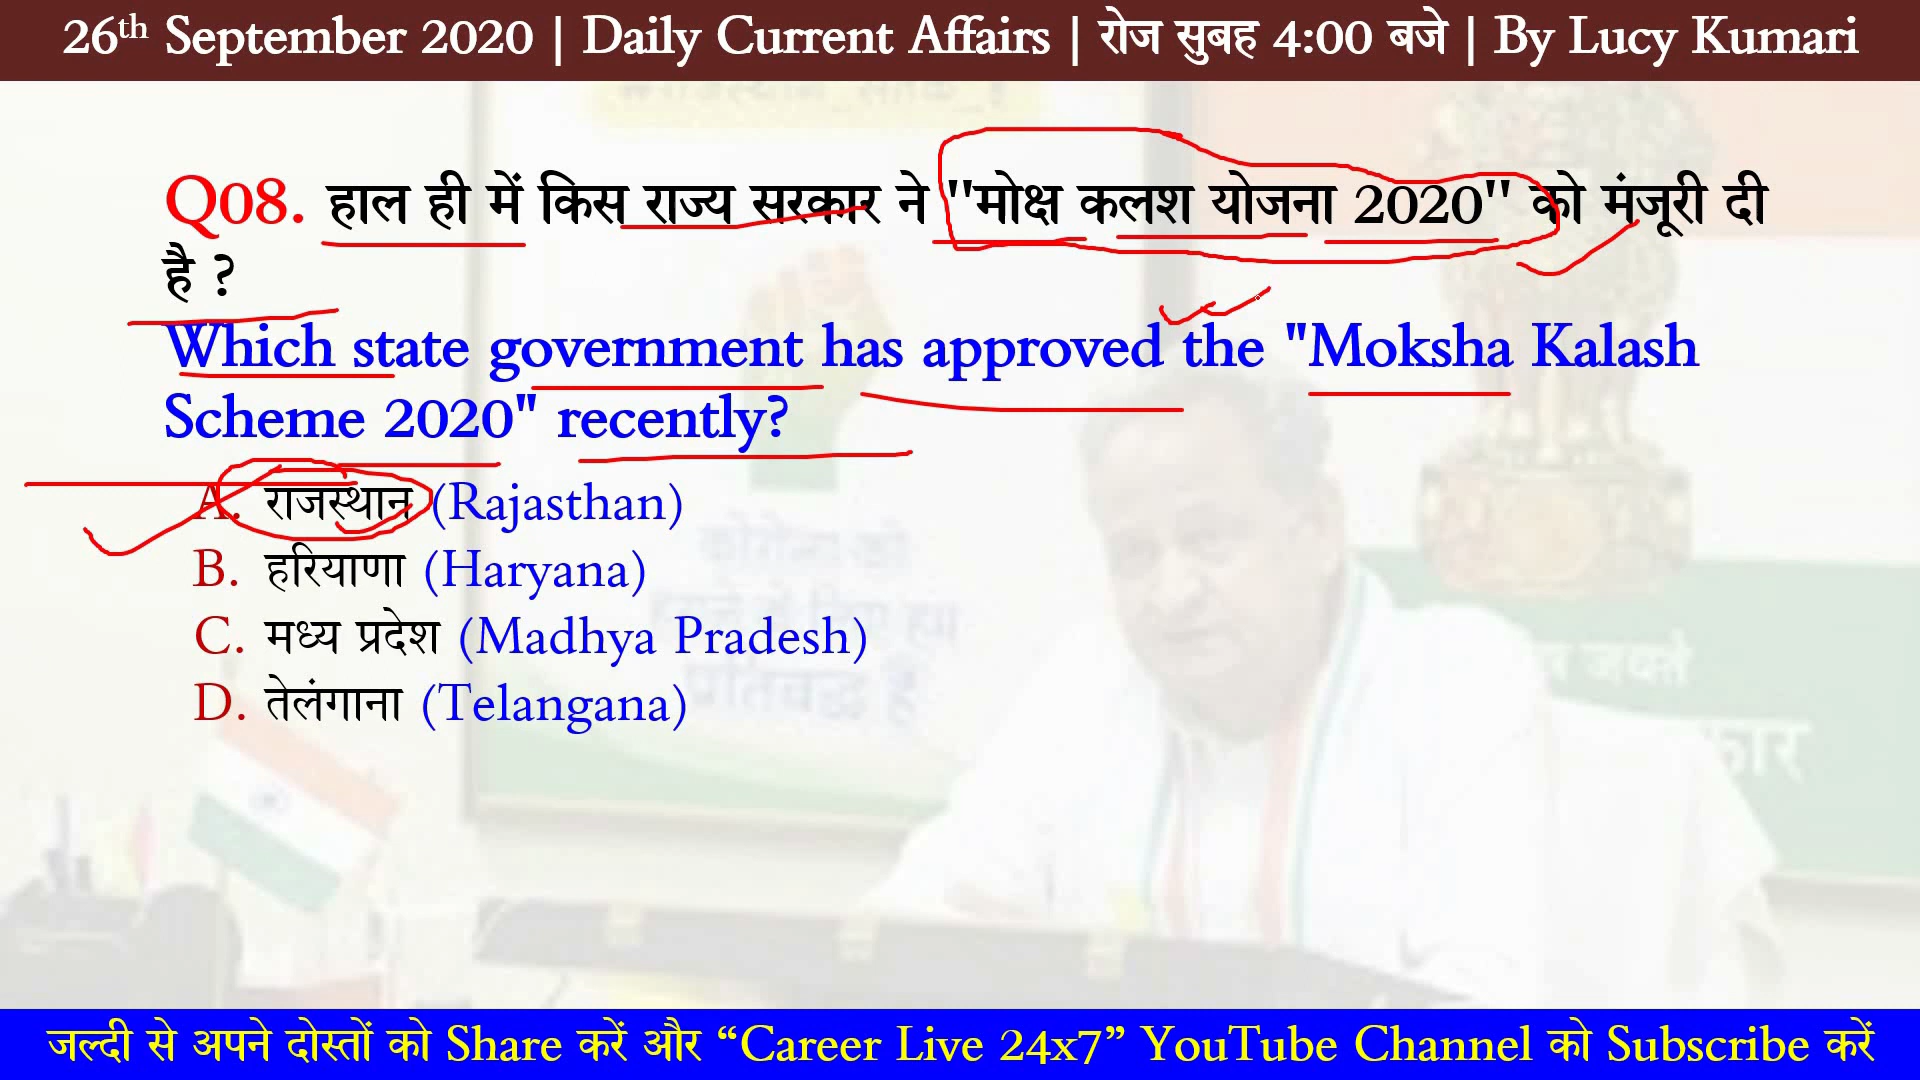 26th September 2020 | Daily Current Affairs | रोज सुबह 4:00 बजे | By Lucy Kumari
Q08. हाल ही में किस राज्य सरकार ने "मोक्ष कलश योजना 2020" को मंजूरी दी
है ?
Which state government has approved the "Moksha Kalash
Scheme 2020" recently?
A. राजस्थान (Rajasthan)
B. हरियाणा (Haryana)
C. मध्य प्रदेश (Madhya Pradesh)
D. तेलंगाना (Telangana)
जल्दी से अपने दोस्तों को Share करें और “Career Live 24x7” YouTube Channel को Subscribe करें